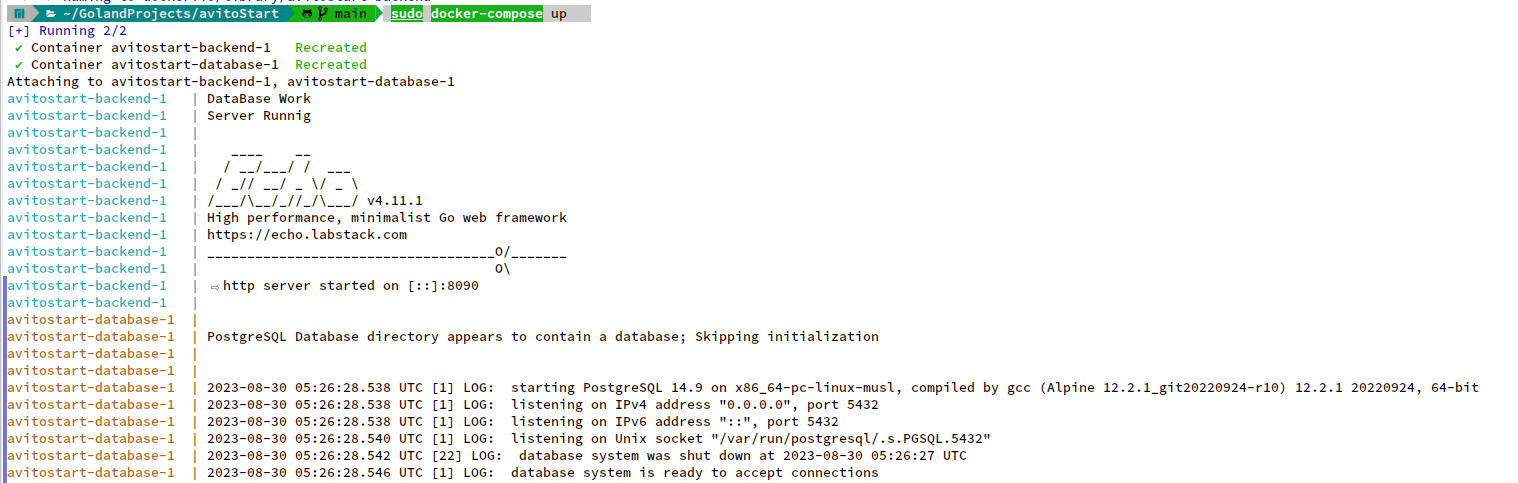 ~/GolandProjects/avitoStart main sudo docker-compose up
[+] Running 2/2
✔ Container avitostart-backend-1   Recreated
✔ Container avitostart-database-1  Recreated
Attaching to avitostart-backend-1, avitostart-database-1
avitostart-backend-1   | DataBase Work
avitostart-backend-1   | Server Runnig
avitostart-backend-1   |
avitostart-backend-1   |    ____    __
avitostart-backend-1   |   / __/___/ /  ___
avitostart-backend-1   |  / _// __/ _ \/ _ \
avitostart-backend-1   | /___/\__/_//_/\___/ v4.11.1
avitostart-backend-1   | High performance, minimalist Go web framework
avitostart-backend-1   | https://echo.labstack.com
avitostart-backend-1   | ____________________________________O/_______
avitostart-backend-1   |                                     O\
avitostart-backend-1   | ⇨ http server started on [::]:8090
avitostart-backend-1   |
avitostart-database-1  |
avitostart-database-1  | PostgreSQL Database directory appears to contain a database; Skipping initialization
avitostart-database-1  |
avitostart-database-1  |
avitostart-database-1  | 2023-08-30 05:26:28.538 UTC [1] LOG:  starting PostgreSQL 14.9 on x86_64-pc-linux-musl, compiled by gcc (Alpine 12.2.1_git20220924-r10) 12.2.1 20220924, 64-bit
avitostart-database-1  | 2023-08-30 05:26:28.538 UTC [1] LOG:  listening on IPv4 address "0.0.0.0", port 5432
avitostart-database-1  | 2023-08-30 05:26:28.538 UTC [1] LOG:  listening on IPv6 address "::", port 5432
avitostart-database-1  | 2023-08-30 05:26:28.540 UTC [1] LOG:  listening on Unix socket "/var/run/postgresql/.s.PGSQL.5432"
avitostart-database-1  | 2023-08-30 05:26:28.542 UTC [22] LOG:  database system was shut down at 2023-08-30 05:26:27 UTC
avitostart-database-1  | 2023-08-30 05:26:28.546 UTC [1] LOG:  database system is ready to accept connections